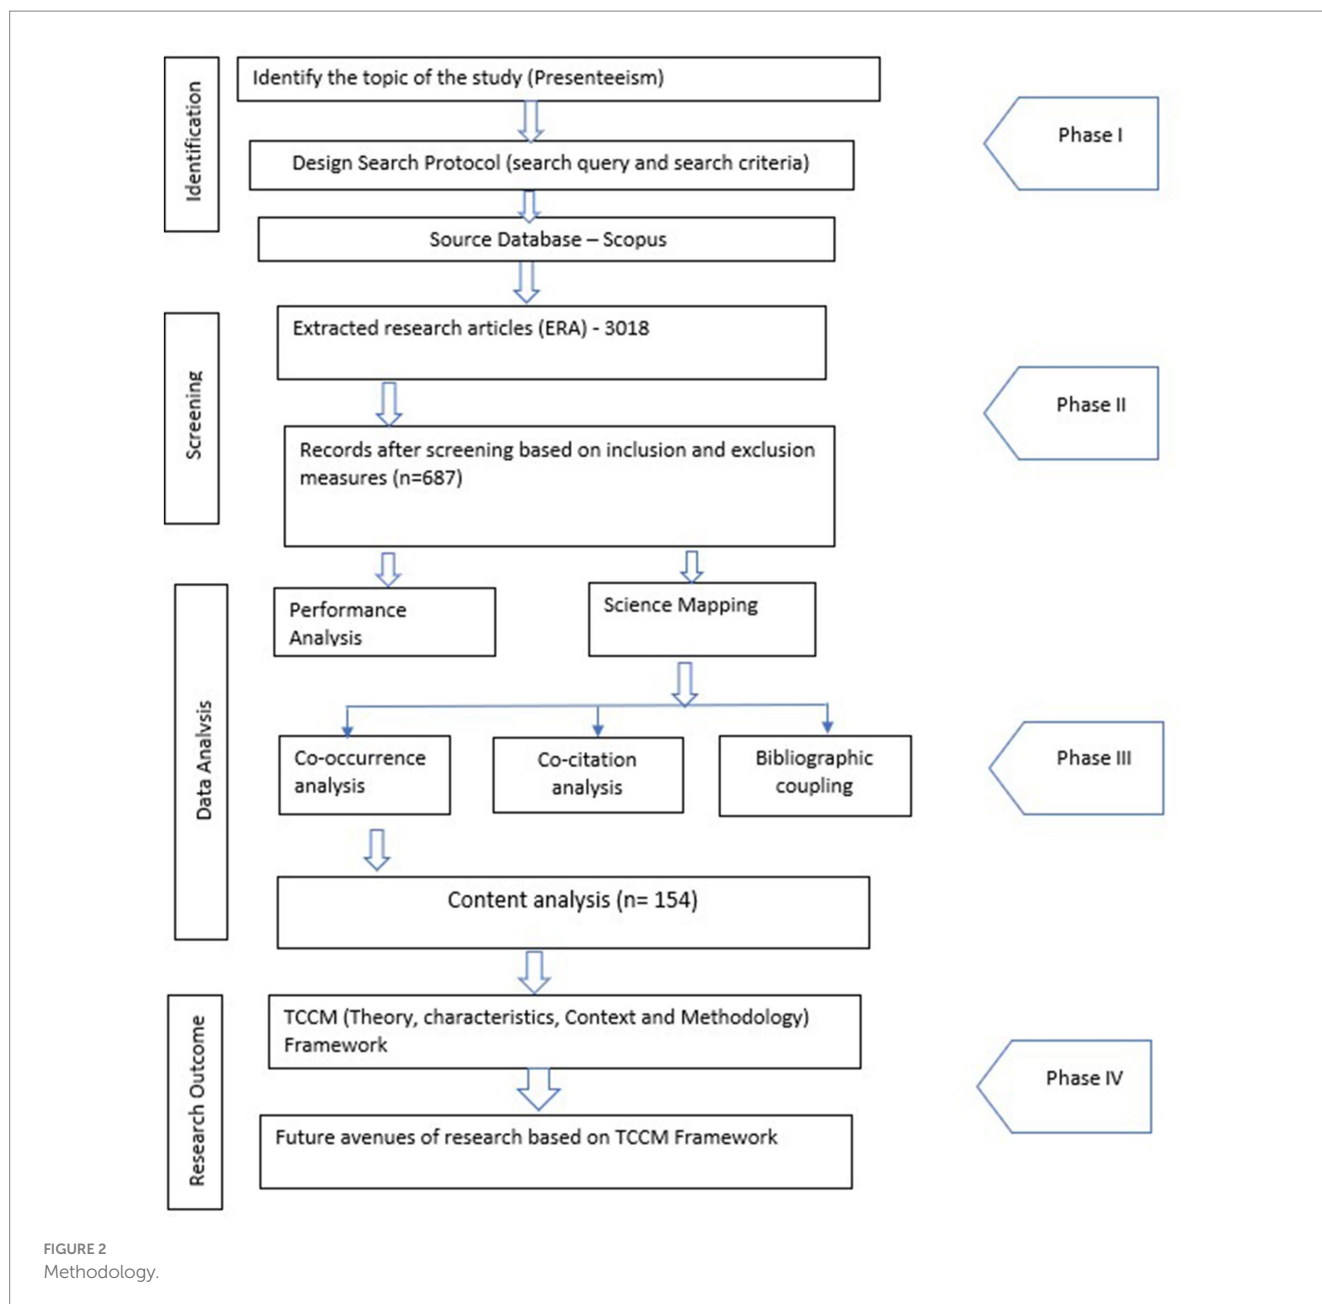 Identification
Identify the topic of the study (Presenteeism)
Design Search Protocol (search query and search criteria)
Source Database – Scopus
Phase I
Screening
Extracted research articles (ERA) - 3018
Records after screening based on inclusion and exclusion
measures (n=687)
Phase II
Data Analysis
Performance
Analysis
Science Mapping
Co-occurrence
analysis
Co-citation
analysis
Bibliographic
coupling
Content analysis (n= 154)
Phase III
Research Outcome
TCCM (Theory, characteristics, Context and Methodology)
Framework
Future avenues of research based on TCCM Framework
Phase IV
FIGURE 2
Methodology.